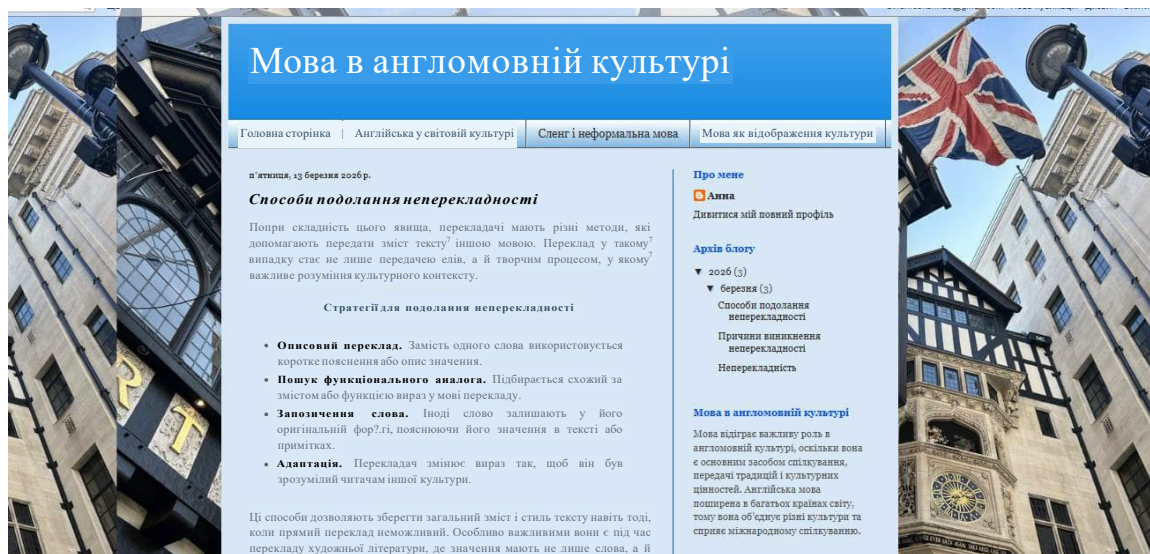 Мова в англомовній культурі
Головна сторінка | Англійська у світовій культурі Сленг і неформальна мова Мова як відображення культури
п'ятниця, 13 березня 2026 р.
Способи подолання неперекладності
Попри складність цього явища, перекладачі мають різні методи, які
допомагають передати зміст тексту7 іншою мовою. Переклад у такому7
випадку стає не лише передачею елів, а й творчим процесом, у якому7
важливе розуміння культурного контексту.
Стратегії для подолання неперекладності
• Описовий переклад. Замість одного слова використовується
коротке пояснення або опис значення.
• Пошук функціонального аналога. Підбирається схожий за
змістом або функцією вираз у мові перекладу.
• Запозичення слова. Іноді слово залишають у його
оригінальній фор?.гі, пояснюючи його значення в тексті або
примітках.
• Адаптація. Перекладач змінює вираз так, щоб він був
зрозумілий читачам іншої культури.
Ці способи дозволяють зберегти загальний зміст і стиль тексту навіть тоді,
коли прямий переклад неможливий. Особливо важливими вони є під час
перекладу художньої літератури, де значення мають не лише слова, а й
Про мене
Анна
Дивитися мій повний профіль
Архів блогу
▼ 2026 (3)
▼ березня (3)
Способи подолання
неперекладності
Причини виникнення
неперекладності
Неперекладність
Мова в англомовній культурі
Мова відіграє важливу роль в
англомовній культурі, оскільки вона
є основним засобом спілкування,
передачі традицій і культурних
цінностей. Англійська мова
поширена в багатьох країнах світу,
тому вона об'єднує різні культури та
сприяє міжнародному спілкуванню.
R
T